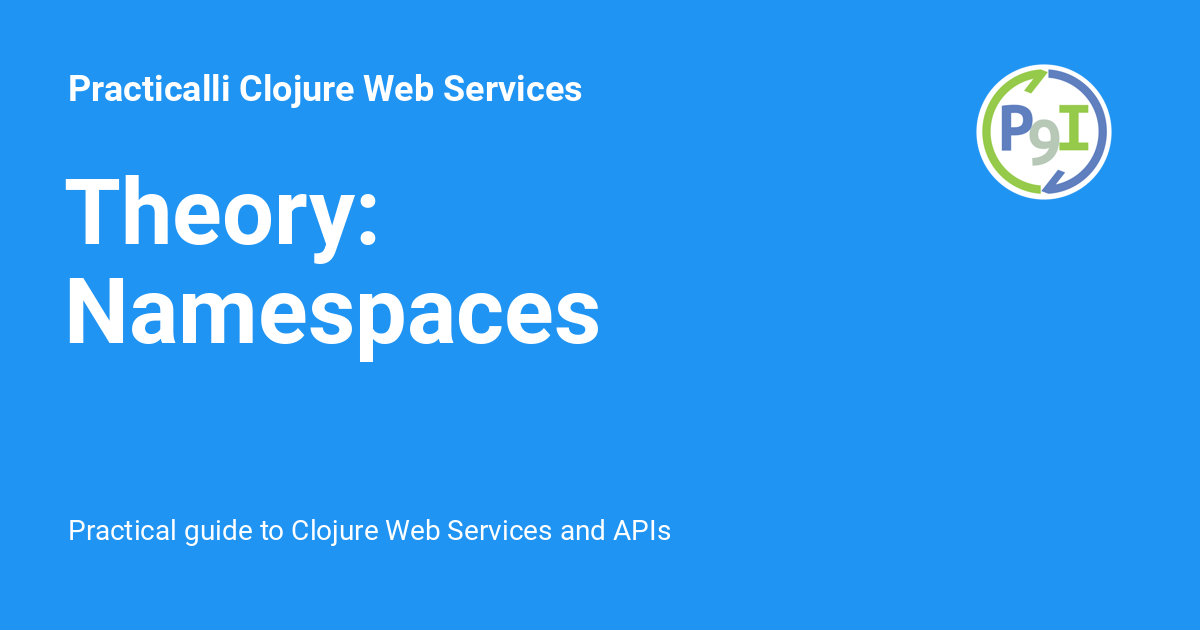 Practicalli Clojure Web Services
P9I
Theory:
Namespaces
Practical guide to Clojure Web Services and APIs